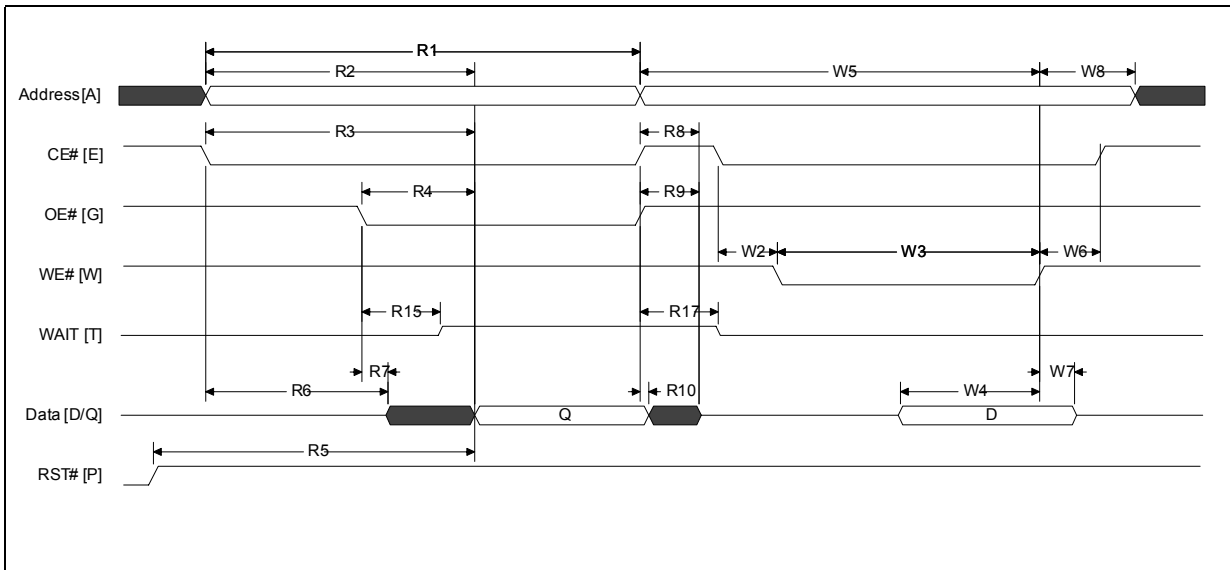 R1
R2
W5
W8
Address [A]
R3
R8
CE# [E]
R4
R9
OE# [G]
W2
W3
W6
WE# [W]
R15
R17
WAIT [T]
R7
W7
R6
R10
W4
Data [D/Q]
Q
D
R5
RST# [P]